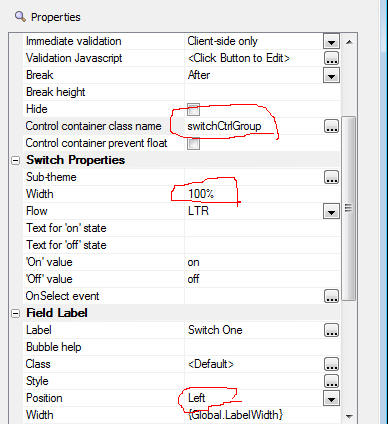 Properties
Immediate validation Client-side only
Validation Javascript <Click Button to Edit>
Break After
Break height
Hide
Control container class name switchCtrlGroup
Control container prevent float
Switch Properties
Sub-theme
Width 100%
Flow LTR
Text for 'on' state
Text for 'off' state
'On' value on
'Off' value off
OnSelect event
Field Label
Label Switch One
Bubble help
Class <Default>
Style
Position Left
Width {Global.LabelWidth}